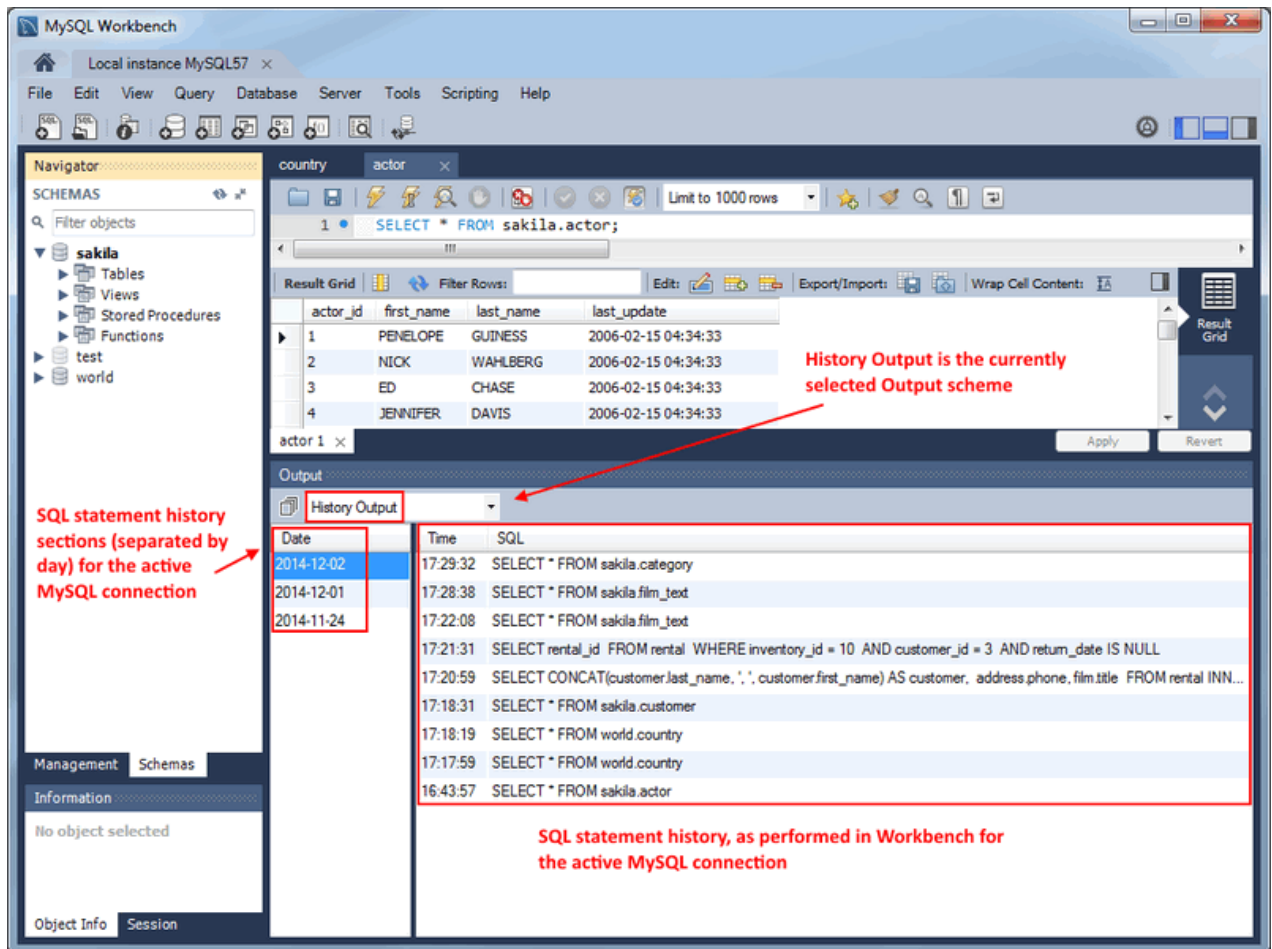 MySQL Workbench
Local instance MySQL57
File Edit View Query Database Server Tools Scripting Help
Navigator
SCHEMAS
Filter objects
sakila
Tables
Views
Stored Procedures
Functions
test
world
country actor
Limit to 1000 rows
1 SELECT * FROM sakila.actor;
Result Grid Filter Rows: Edit: Export/Import: Wrap Cell Content:
actor_id first_name last_name last_update
1 PENELOPE GUINESS 2006-02-15 04:34:33
2 NICK WAHLBERG 2006-02-15 04:34:33
3 ED CHASE 2006-02-15 04:34:33
4 JENNIFER DAVIS 2006-02-15 04:34:33
Result
Grid
History Output is the currently
selected Output scheme
actor 1
Apply Revert
Output
History Output
SQL statement history
sections (separated by
day) for the active
MySQL connection
Date
2014-12-02
2014-12-01
2014-11-24
Time SQL
17:29:32 SELECT * FROM sakila.category
17:28:38 SELECT * FROM sakila.film_text
17:22:08 SELECT * FROM sakila.film_text
17:21:31 SELECT rental_id FROM rental WHERE inventory_id = 10 AND customer_id = 3 AND return_date IS NULL
17:20:59 SELECT CONCAT(customer.last_name, ', ', customer.first_name) AS customer, address.phone, film.title FROM rental INN...
17:18:31 SELECT * FROM sakila.customer
17:18:19 SELECT * FROM world.country
17:17:59 SELECT * FROM world.country
16:43:57 SELECT * FROM sakila.actor
SQL statement history, as performed in Workbench for
the active MySQL connection
Management Schemas
Information
No object selected
Object Info Session